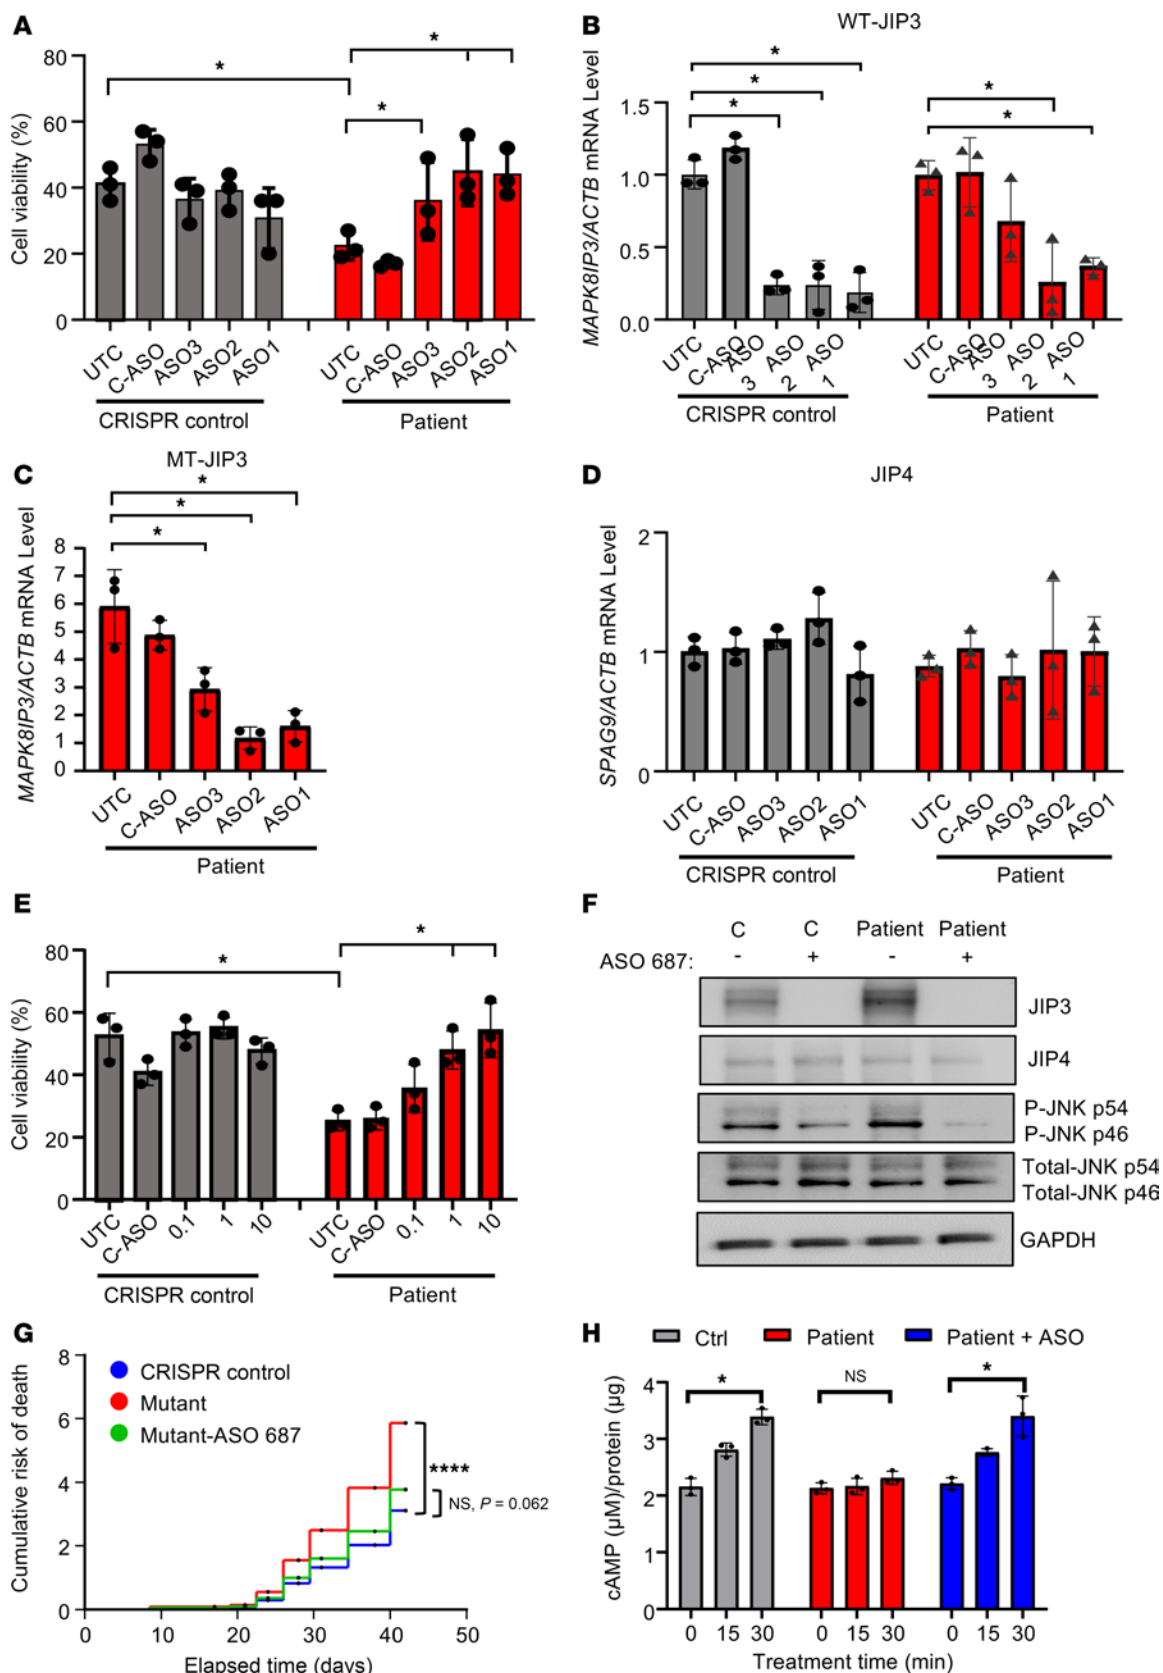 A
Cell viability (%)
80
60
40
20
0
*
*
*
UTC
C-ASO
ASO3
ASO2
ASO1
UTC
C-ASO
ASO3
ASO2
ASO1
CRISPR control
Patient
B
WT-JIP3
MAPK8IP3/ACTB mRNA Level
1.5
1.0
0.5
0.0
*
*
*
*
*
UTC
C-ASO
ASO 3
ASO 2
ASO 1
UTC
C-ASO
ASO 3
ASO 2
ASO 1
CRISPR control
Patient
C
MT-JIP3
MAPK8IP3/ACTB mRNA Level
8
7
6
5
4
3
2
1
0
*
*
*
UTC
C-ASO
ASO3
ASO2
ASO1
Patient
D
JIP4
SPAG9/ACTB mRNA Level
2
1
0
UTC
C-ASO
ASO3
ASO2
ASO1
UTC
C-ASO
ASO3
ASO2
ASO1
CRISPR control
Patient
E
Cell viability (%)
80
60
40
20
0
*
*
UTC
C-ASO
0.1
1
10
UTC
C-ASO
0.1
1
10
CRISPR control
Patient
F
C C Patient Patient
ASO 687: - + - +
JIP3
JIP4
P-JNK p54
P-JNK p46
Total-JNK p54
Total-JNK p46
GAPDH
G
Cumulative risk of death
8
6
4
2
0
CRISPR control
Mutant
Mutant-ASO 687
****
NS, P = 0.062
0 10 20 30 40 50
Elapsed time (days)
H
Ctrl Patient Patient + ASO
cAMP (µM)/protein (µg)
4
3
2
1
0
* NS *
0 15 30 0 15 30 0 15 30
Treatment time (min)